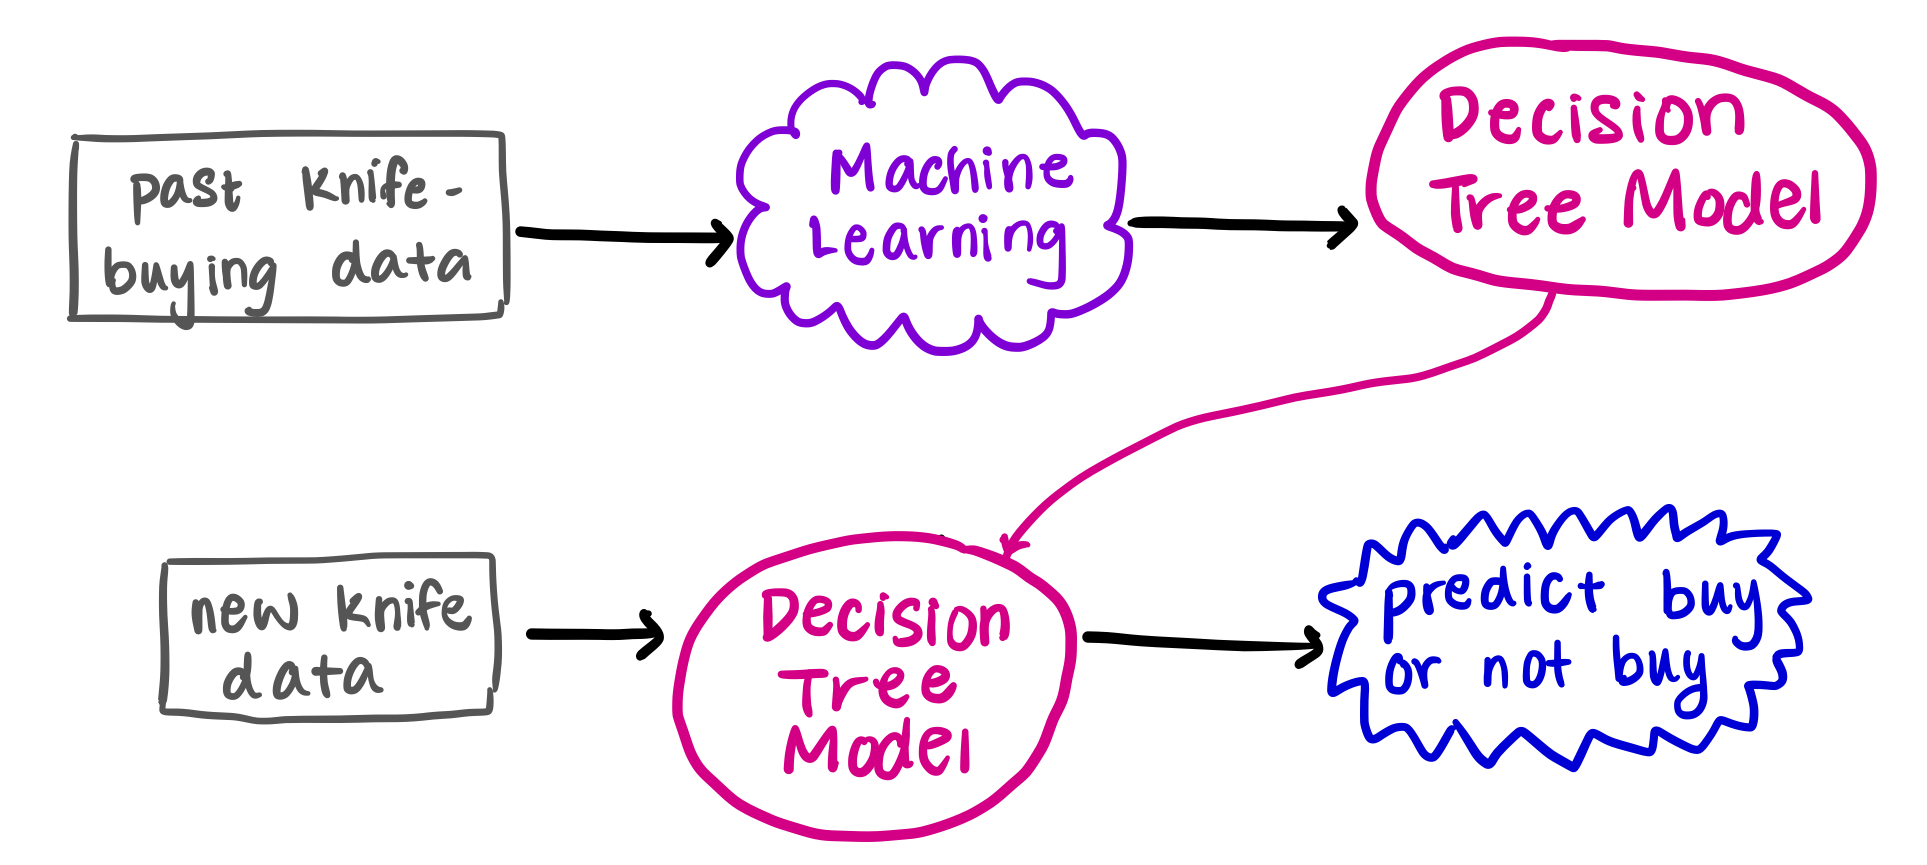 past knife-
buying data
Machine
Learning
Decision
Tree Model
new knife
data
Decision
Tree
Model
predict buy
or not buy